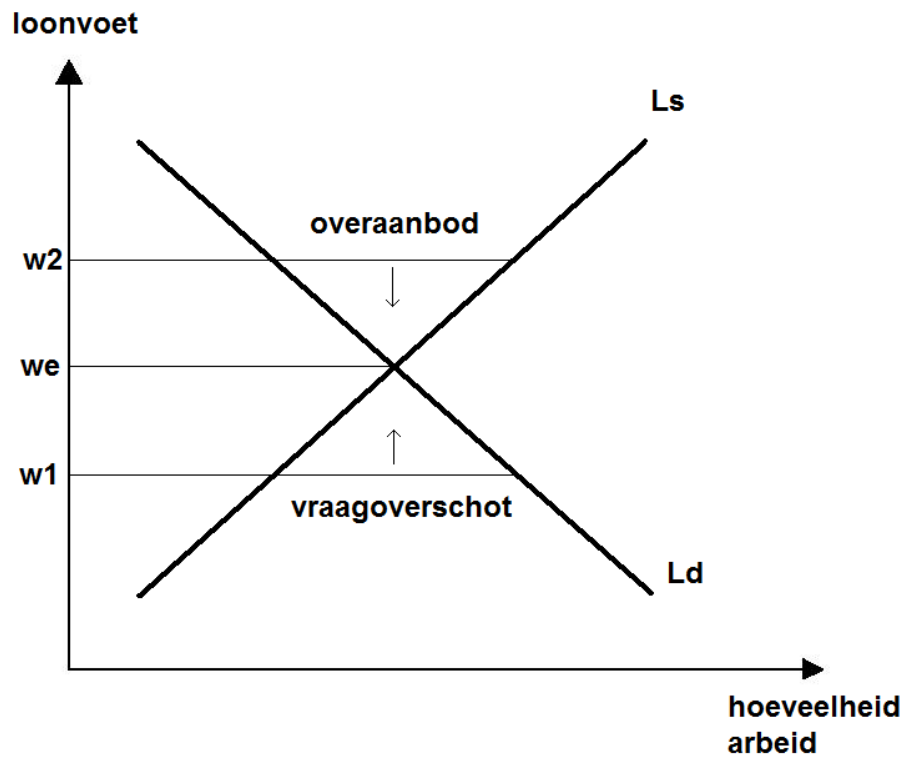 loonvoet
Ls
overaanbod
w2
we
w1
vraagoverschot
Ld
hoeveelheid
arbeid